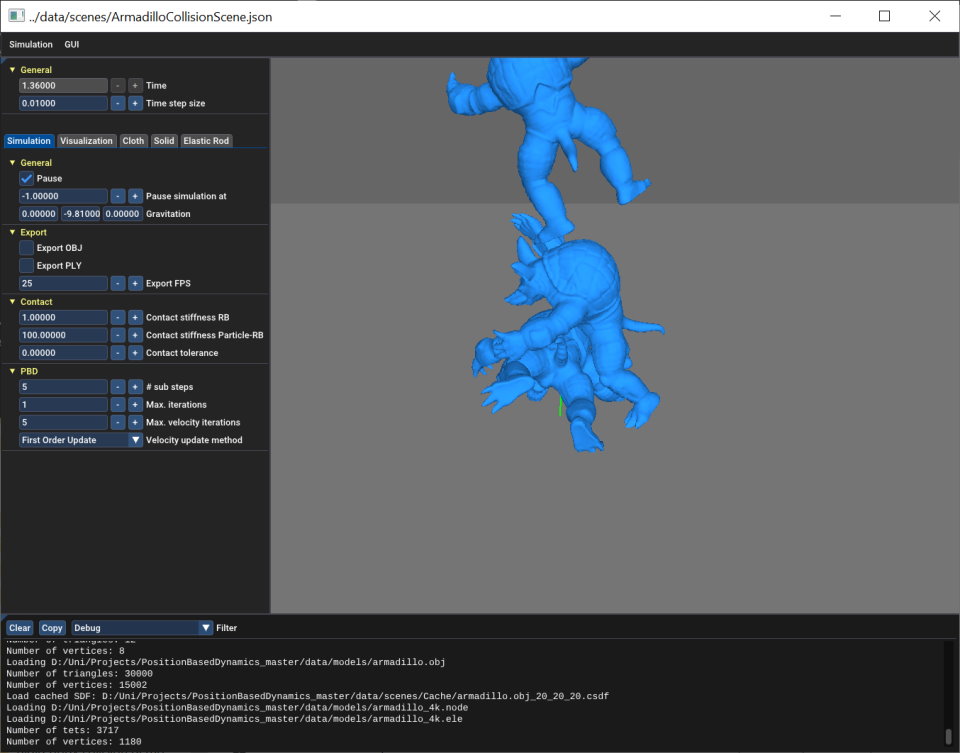 ../data/scenes/ArmadilloCollisionScene.json
Simulation GUI
General
1.36000 - + Time
0.01000 - + Time step size
Simulation Visualization Cloth Solid Elastic Rod
General
Pause
-1.00000 - + Pause simulation at
0.00000 -9.81000 0.00000 Gravitation
Export
Export OBJ
Export PLY
25 - + Export FPS
Contact
1.00000 - + Contact stiffness RB
100.00000 - + Contact stiffness Particle-RB
0.00000 - + Contact tolerance
PBD
5 - + # sub steps
1 - + Max. iterations
5 - + Max. velocity iterations
First Order Update Velocity update method
Clear Copy Debug Filter
Number of triangles: 12
Number of vertices: 8
Loading D:/Uni/Projects/PositionBasedDynamics_master/data/models/armadillo.obj
Number of triangles: 30000
Number of vertices: 15002
Load cached SDF: D:/Uni/Projects/PositionBasedDynamics_master/data/scenes/Cache/armadillo.obj_20_20_20.csdf
Loading D:/Uni/Projects/PositionBasedDynamics_master/data/models/armadillo_4k.node
Loading D:/Uni/Projects/PositionBasedDynamics_master/data/models/armadillo_4k.ele
Number of tets: 3717
Number of vertices: 1180